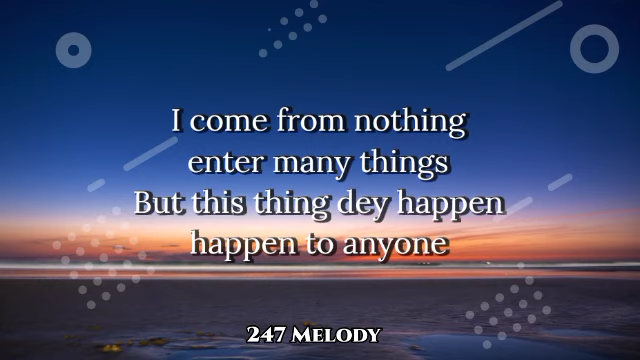 I come from nothing
enter many things
But this thing dey happen
happen to anyone
247 MELODY